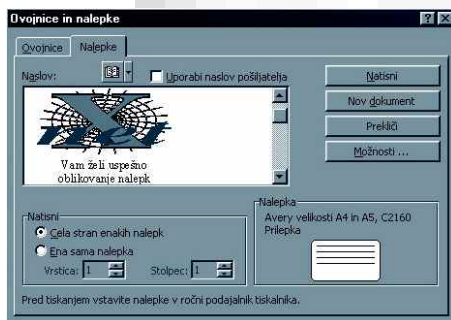 Ovojnice in nalepke
Ovojnice
Nalepke
Naslov:
Uporabi naslov pošiljatelja
Vam želi uspešno
oblikovanje nalepk
Natisni
Nov dokument
Prekliči
Možnosti ...
Natisni
Cela stran enakih nalepk
Ena sama nalepka
Vrstica: 1
Stolpec: 1
Nalepka
Avery velikosti A4 in A5, C2160
Prilepka
Pred tiskanjem vstavite nalepke v ročni podajalnik tiskalnika.